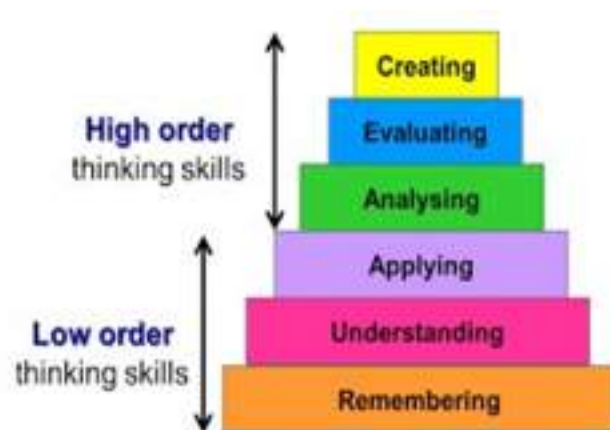 Creating
Evaluating
Analysing
Applying
Understanding
Remembering
High order
thinking skills
Low order
thinking skills